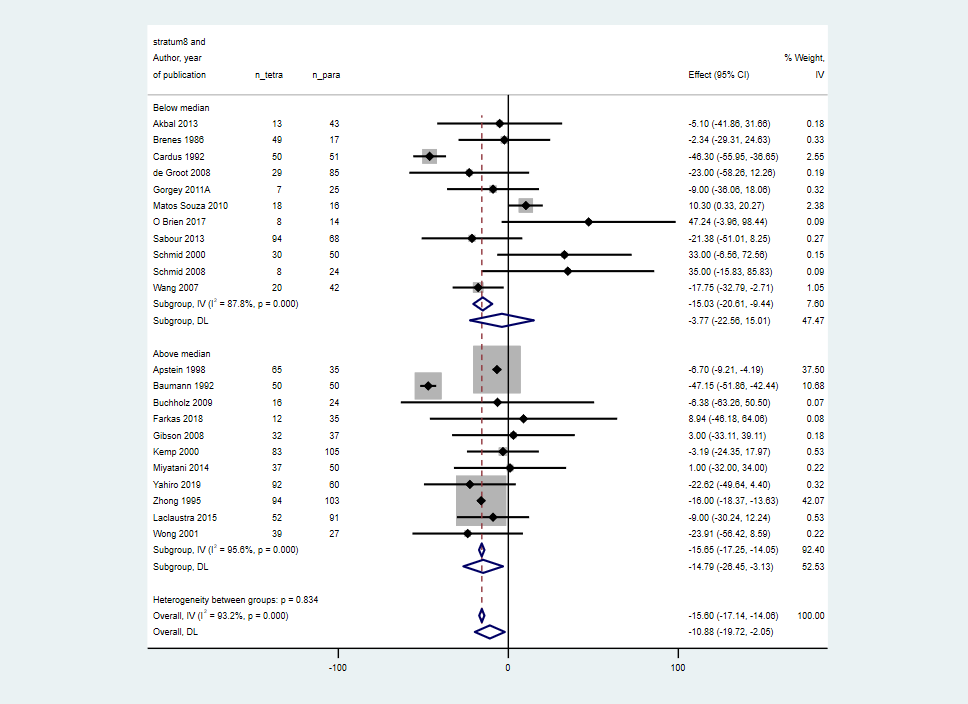 stratum8 and
Author, year % Weight,
of publication n_tetra n_para Effect (95% CI) IV
Below median
Akbal 2013 13 43 -5.10 (-41.86, 31.66) 0.18
Brenes 1986 49 17 -2.34 (-29.31, 24.63) 0.33
Cardus 1992 50 51 -46.30 (-55.95, -36.65) 2.55
de Groot 2008 29 85 -23.00 (-58.26, 12.26) 0.19
Gorgey 2011A 7 25 -9.00 (-36.06, 18.06) 0.32
Matos Souza 2010 18 16 10.30 (0.33, 20.27) 2.38
O Brien 2017 8 14 47.24 (-3.96, 98.44) 0.09
Sabour 2013 94 68 -21.38 (-51.01, 8.25) 0.27
Schmid 2000 30 50 33.00 (-6.56, 72.56) 0.15
Schmid 2008 8 24 35.00 (-15.83, 85.83) 0.09
Wang 2007 20 42 -17.75 (-32.79, -2.71) 1.05
Subgroup, IV (I² = 87.8%, p = 0.000) -15.03 (-20.61, -9.44) 7.60
Subgroup, DL -3.77 (-22.56, 15.01) 47.47
Above median
Apstein 1998 65 35 -6.70 (-9.21, -4.19) 37.50
Baumann 1992 50 50 -47.15 (-51.86, -42.44) 10.68
Buchholz 2009 16 24 -6.38 (-63.26, 50.50) 0.07
Farkas 2018 12 35 8.94 (-46.18, 64.06) 0.08
Gibson 2008 32 37 3.00 (-33.11, 39.11) 0.18
Kemp 2000 83 105 -3.19 (-24.35, 17.97) 0.53
Miyatani 2014 37 50 1.00 (-32.00, 34.00) 0.22
Yahiro 2019 92 60 -22.62 (-49.64, 4.40) 0.32
Zhong 1995 94 103 -16.00 (-18.37, -13.63) 42.07
Laclaustra 2015 52 91 -9.00 (-30.24, 12.24) 0.53
Wong 2001 39 27 -23.91 (-56.42, 8.59) 0.22
Subgroup, IV (I² = 95.6%, p = 0.000) -15.65 (-17.25, -14.05) 92.40
Subgroup, DL -14.79 (-26.45, -3.13) 52.53
Heterogeneity between groups: p = 0.834
Overall, IV (I² = 93.2%, p = 0.000) -15.60 (-17.14, -14.06) 100.00
Overall, DL -10.88 (-19.72, -2.05)
-100 0 100